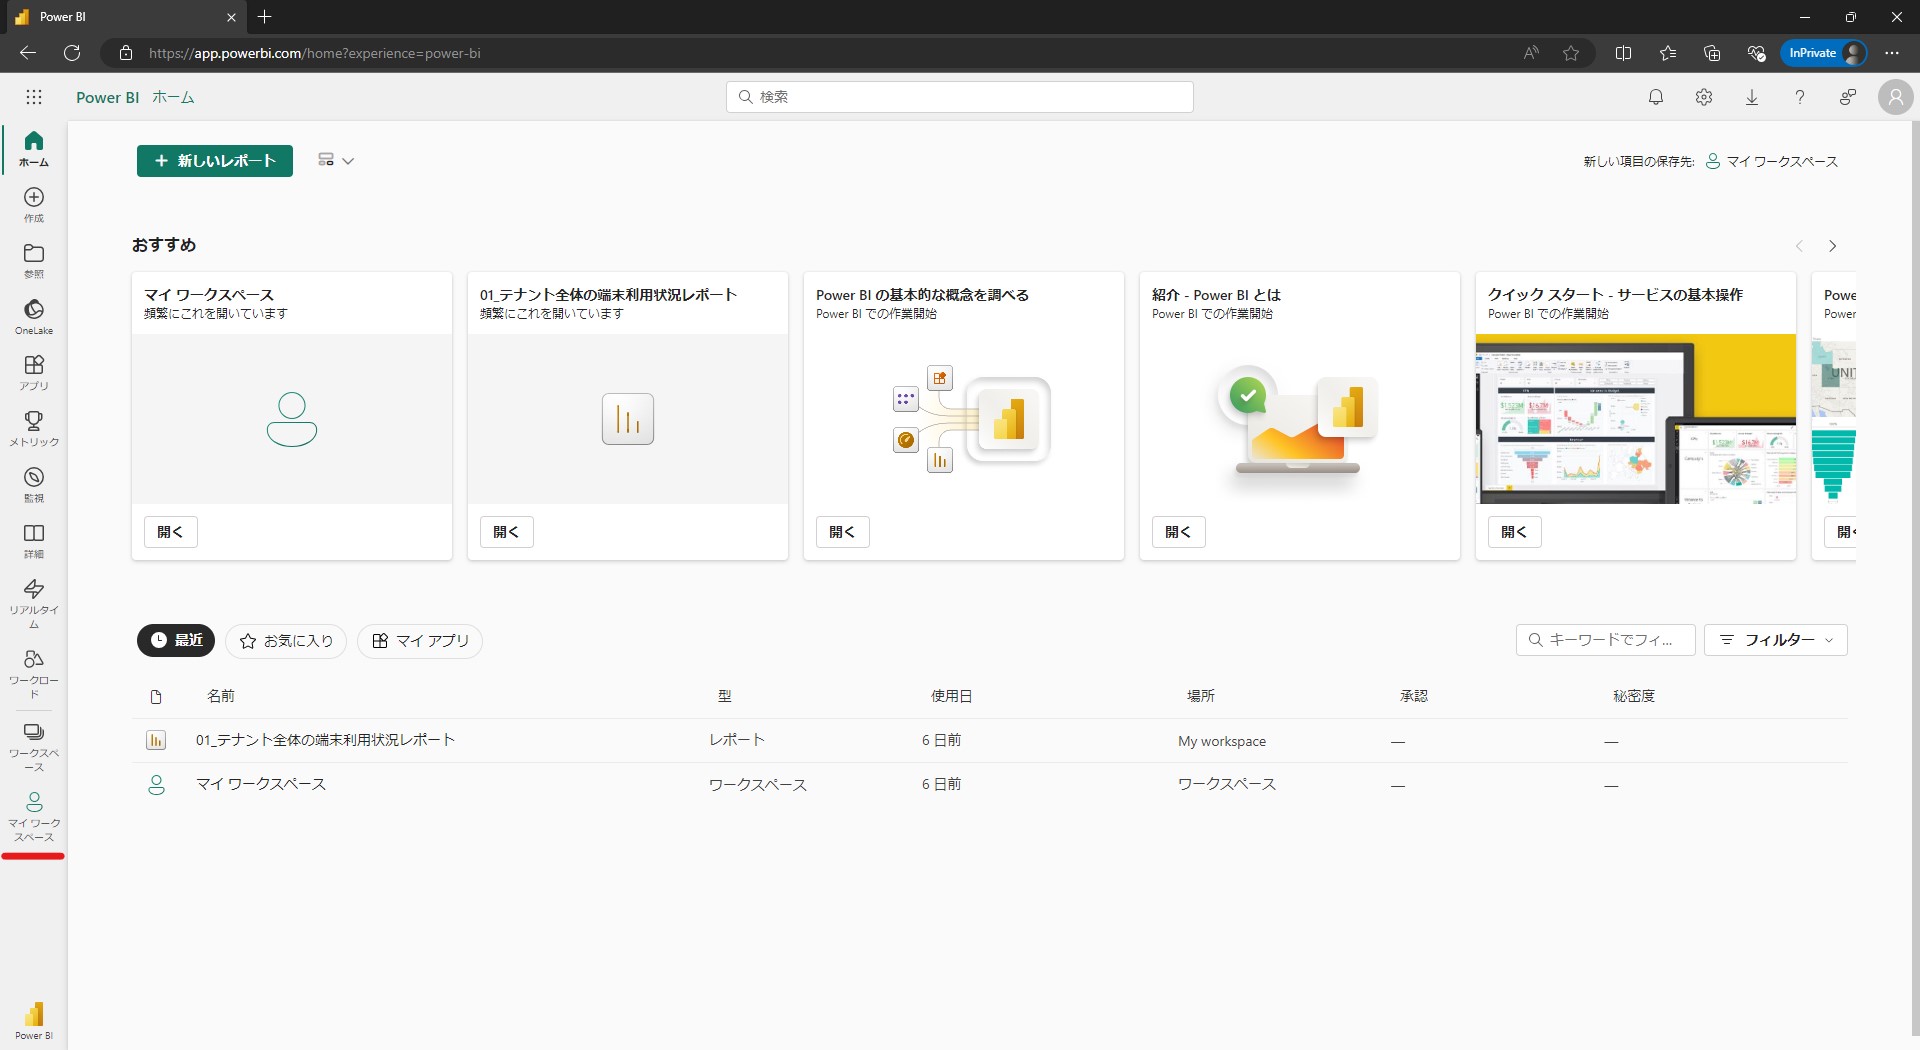 Power BI
https://app.powerbi.com/home?experience=power-bi
InPrivate
Power BI ホーム
検索
ホーム
作成
参照
OneLake
アプリ
メトリック
監視
詳細
リアルタイ
ム
ワークロー
ド
ワークスペ
ース
マイ ワーク
スペース
Power BI
新しいレポート
新しい項目の保存先: マイ ワークスペース
おすすめ
マイ ワークスペース
頻繁にこれを開いています
開く
01_テナント全体の端末利用状況レポート
頻繁にこれを開いています
開く
Power BI の基本的な概念を調べる
Power BI での作業開始
開く
紹介 - Power BI とは
Power BI での作業開始
開く
クイック スタート - サービスの基本操作
Power BI での作業開始
開く
Powe
Power
UNIT
開く
最近 お気に入り マイ アプリ
キーワードでフィ... フィルター
名前 型 使用日 場所 承認 秘密度
01_テナント全体の端末利用状況レポート レポート 6 日前 My workspace — —
マイ ワークスペース ワークスペース 6 日前 ワークスペース — —